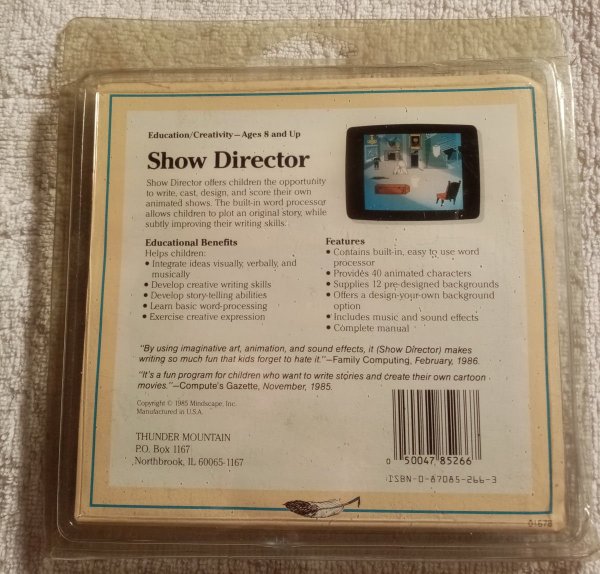 Education/Creativity—Ages 8 and Up
Show Director
Show Director offers children the opportunity
to write, cast, design, and score their own
animated shows. The built-in word processor
allows children to plot an original story, while
subtly improving their writing skills.
Educational Benefits
Helps children:
• Integrate ideas visually, verbally, and
musically
• Develop creative writing skills
• Develop story-telling abilities
• Learn basic word-processing
• Exercise creative expression
Features
• Contains built-in, easy to use word
processor
• Provides 40 animated characters
• Supplies 12 pre-designed backgrounds
• Offers a design-your-own background
option
• Includes music and sound effects
• Complete manual
"By using imaginative art, animation, and sound effects, it (Show Director) makes
writing so much fun that kids forget to hate it."—Family Computing, February, 1986.
"It's a fun program for children who want to write stories and create their own cartoon
movies."—Compute's Gazette, November, 1985.
Copyright © 1985 Mindscape, Inc.
Manufactured in U.S.A.
THUNDER MOUNTAIN
P.O. Box 1167
Northbrook, IL 60065-1167
0 50047 85266
ISBN-0-87085-266-3
01678